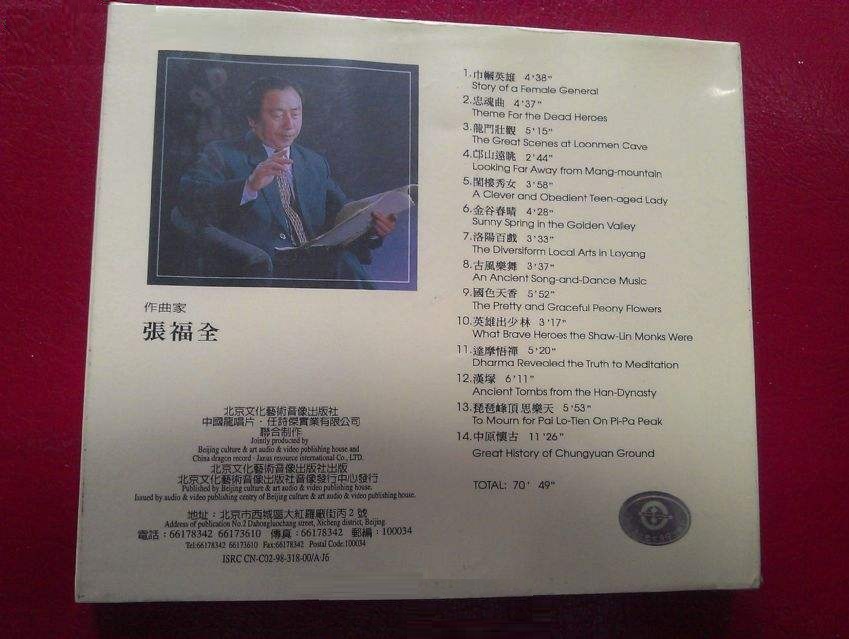 作曲家
張福全
北京文化藝術音像出版社
中國龍唱片·任詩傑實業有限公司
聯合制作
Jointly produced by
Beijing culture & art audio & video publishing house and
China dragon record · Jaxus resource international Co., LTD.
北京文化藝術音像出版社出版
北京文化藝術音像出版社音像發行中心發行
Published by Beijing culture & art audio & video publishing house.
Issued by audio & video publishing centry of Beijing culture & art audio & video publishing house.
地址：北京市西城區大紅羅廠街丙2號
Address of publication No.2 Dahongluochang street, Xicheng district, Beijing.
電話：66178342 66173610 傳真：66178342 郵編：100034
Tel:66178342 66173610 Fax:66178342 Postal Code:100034
ISRC CN-C02-98-318-00/A·J6
1.巾幗英雄 4'38"
Story of a Female General
2.忠魂曲 4'37"
Theme For the Dead Heroes
3.龍門壯觀 5'15"
The Great Scenes at Loonmen Cave
4.邙山遠眺 2'44"
Looking Far Away from Mang-mountain
5.閨樓秀女 3'58"
A Clever and Obedient Teen-aged Lady
6.金谷春晴 4'28"
Sunny Spring in the Golden Valley
7.洛陽百戲 3'33"
The Diversiform Local Arts in Loyang
8.古風樂舞 3'37"
An Ancient Song-and-Dance Music
9.國色天香 5'52"
The Pretty and Graceful Peony Flowers
10.英雄出少林 3'17"
What Brave Heroes the Shaw-Lin Monks Were
11.達摩悟禪 5'20"
Dharma Revealed the Truth to Meditation
12.漢塚 6'11"
Ancient Tombs from the Han-Dynasty
13.琵琶峰頂思樂天 5'53"
To Mourn for Pai Lo-Tien On Pi-Pa Peak
14.中原懷古 11'26"
Great History of Chungyuan Ground
TOTAL: 70' 49"